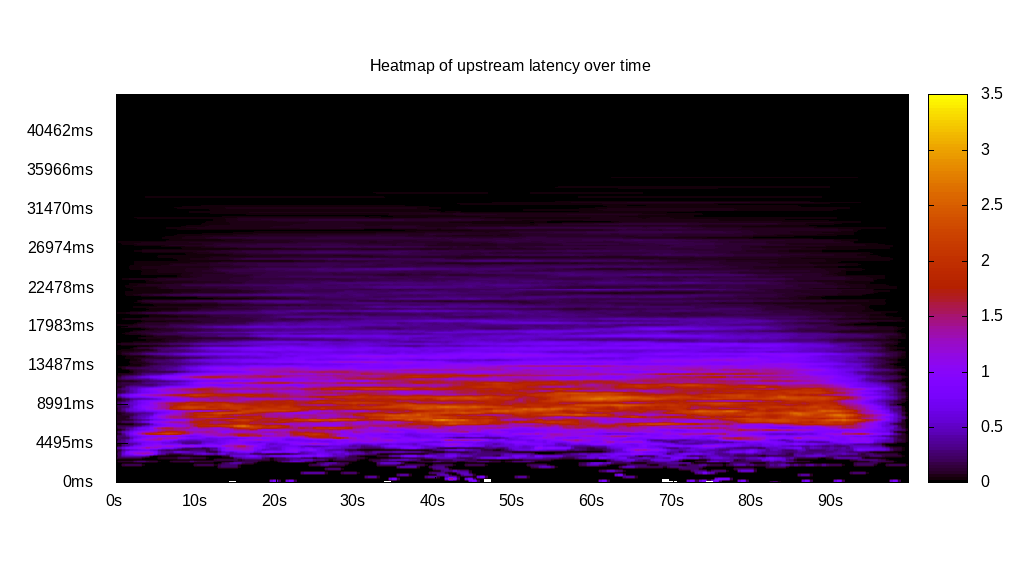 Heatmap of upstream latency over time
40462ms
35966ms
31470ms
26974ms
22478ms
17983ms
13487ms
8991ms
4495ms
0ms
0s 10s 20s 30s 40s 50s 60s 70s 80s 90s
3.5
3
2.5
2
1.5
1
0.5
0